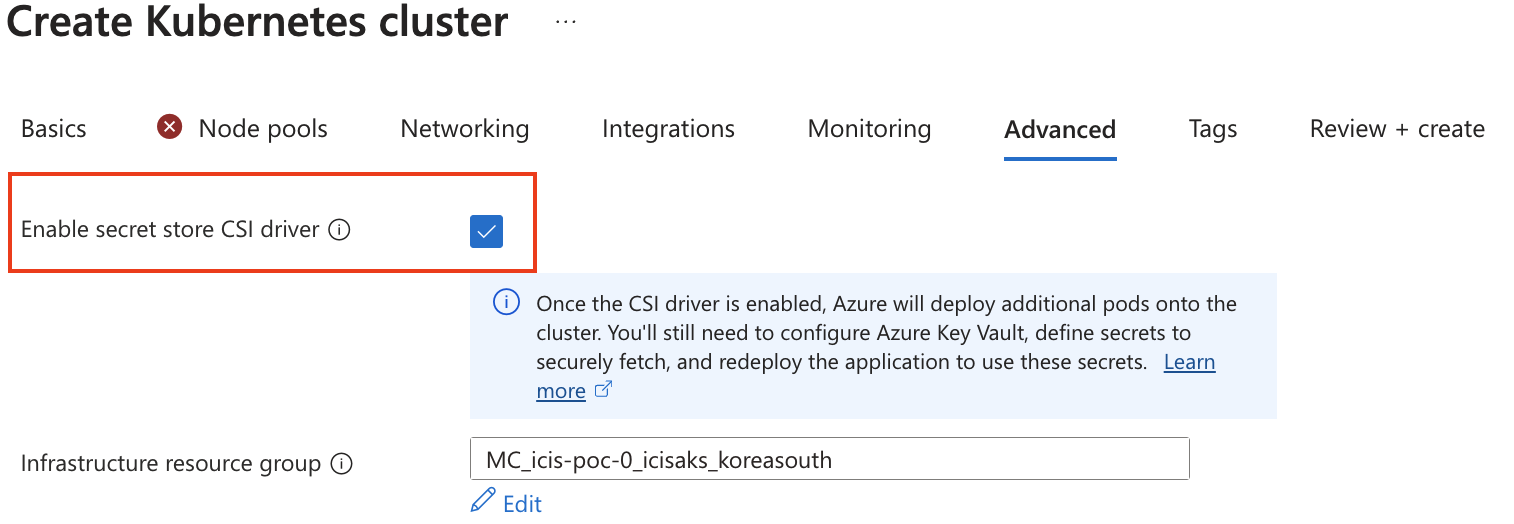 Create Kubernetes cluster ...
Basics Node pools Networking Integrations Monitoring Advanced Tags Review + create
Enable secret store CSI driver
Once the CSI driver is enabled, Azure will deploy additional pods onto the
cluster. You'll still need to configure Azure Key Vault, define secrets to
securely fetch, and redeploy the application to use these secrets. Learn
more
Infrastructure resource group MC_icis-poc-0_icisaks_koreasouth
Edit